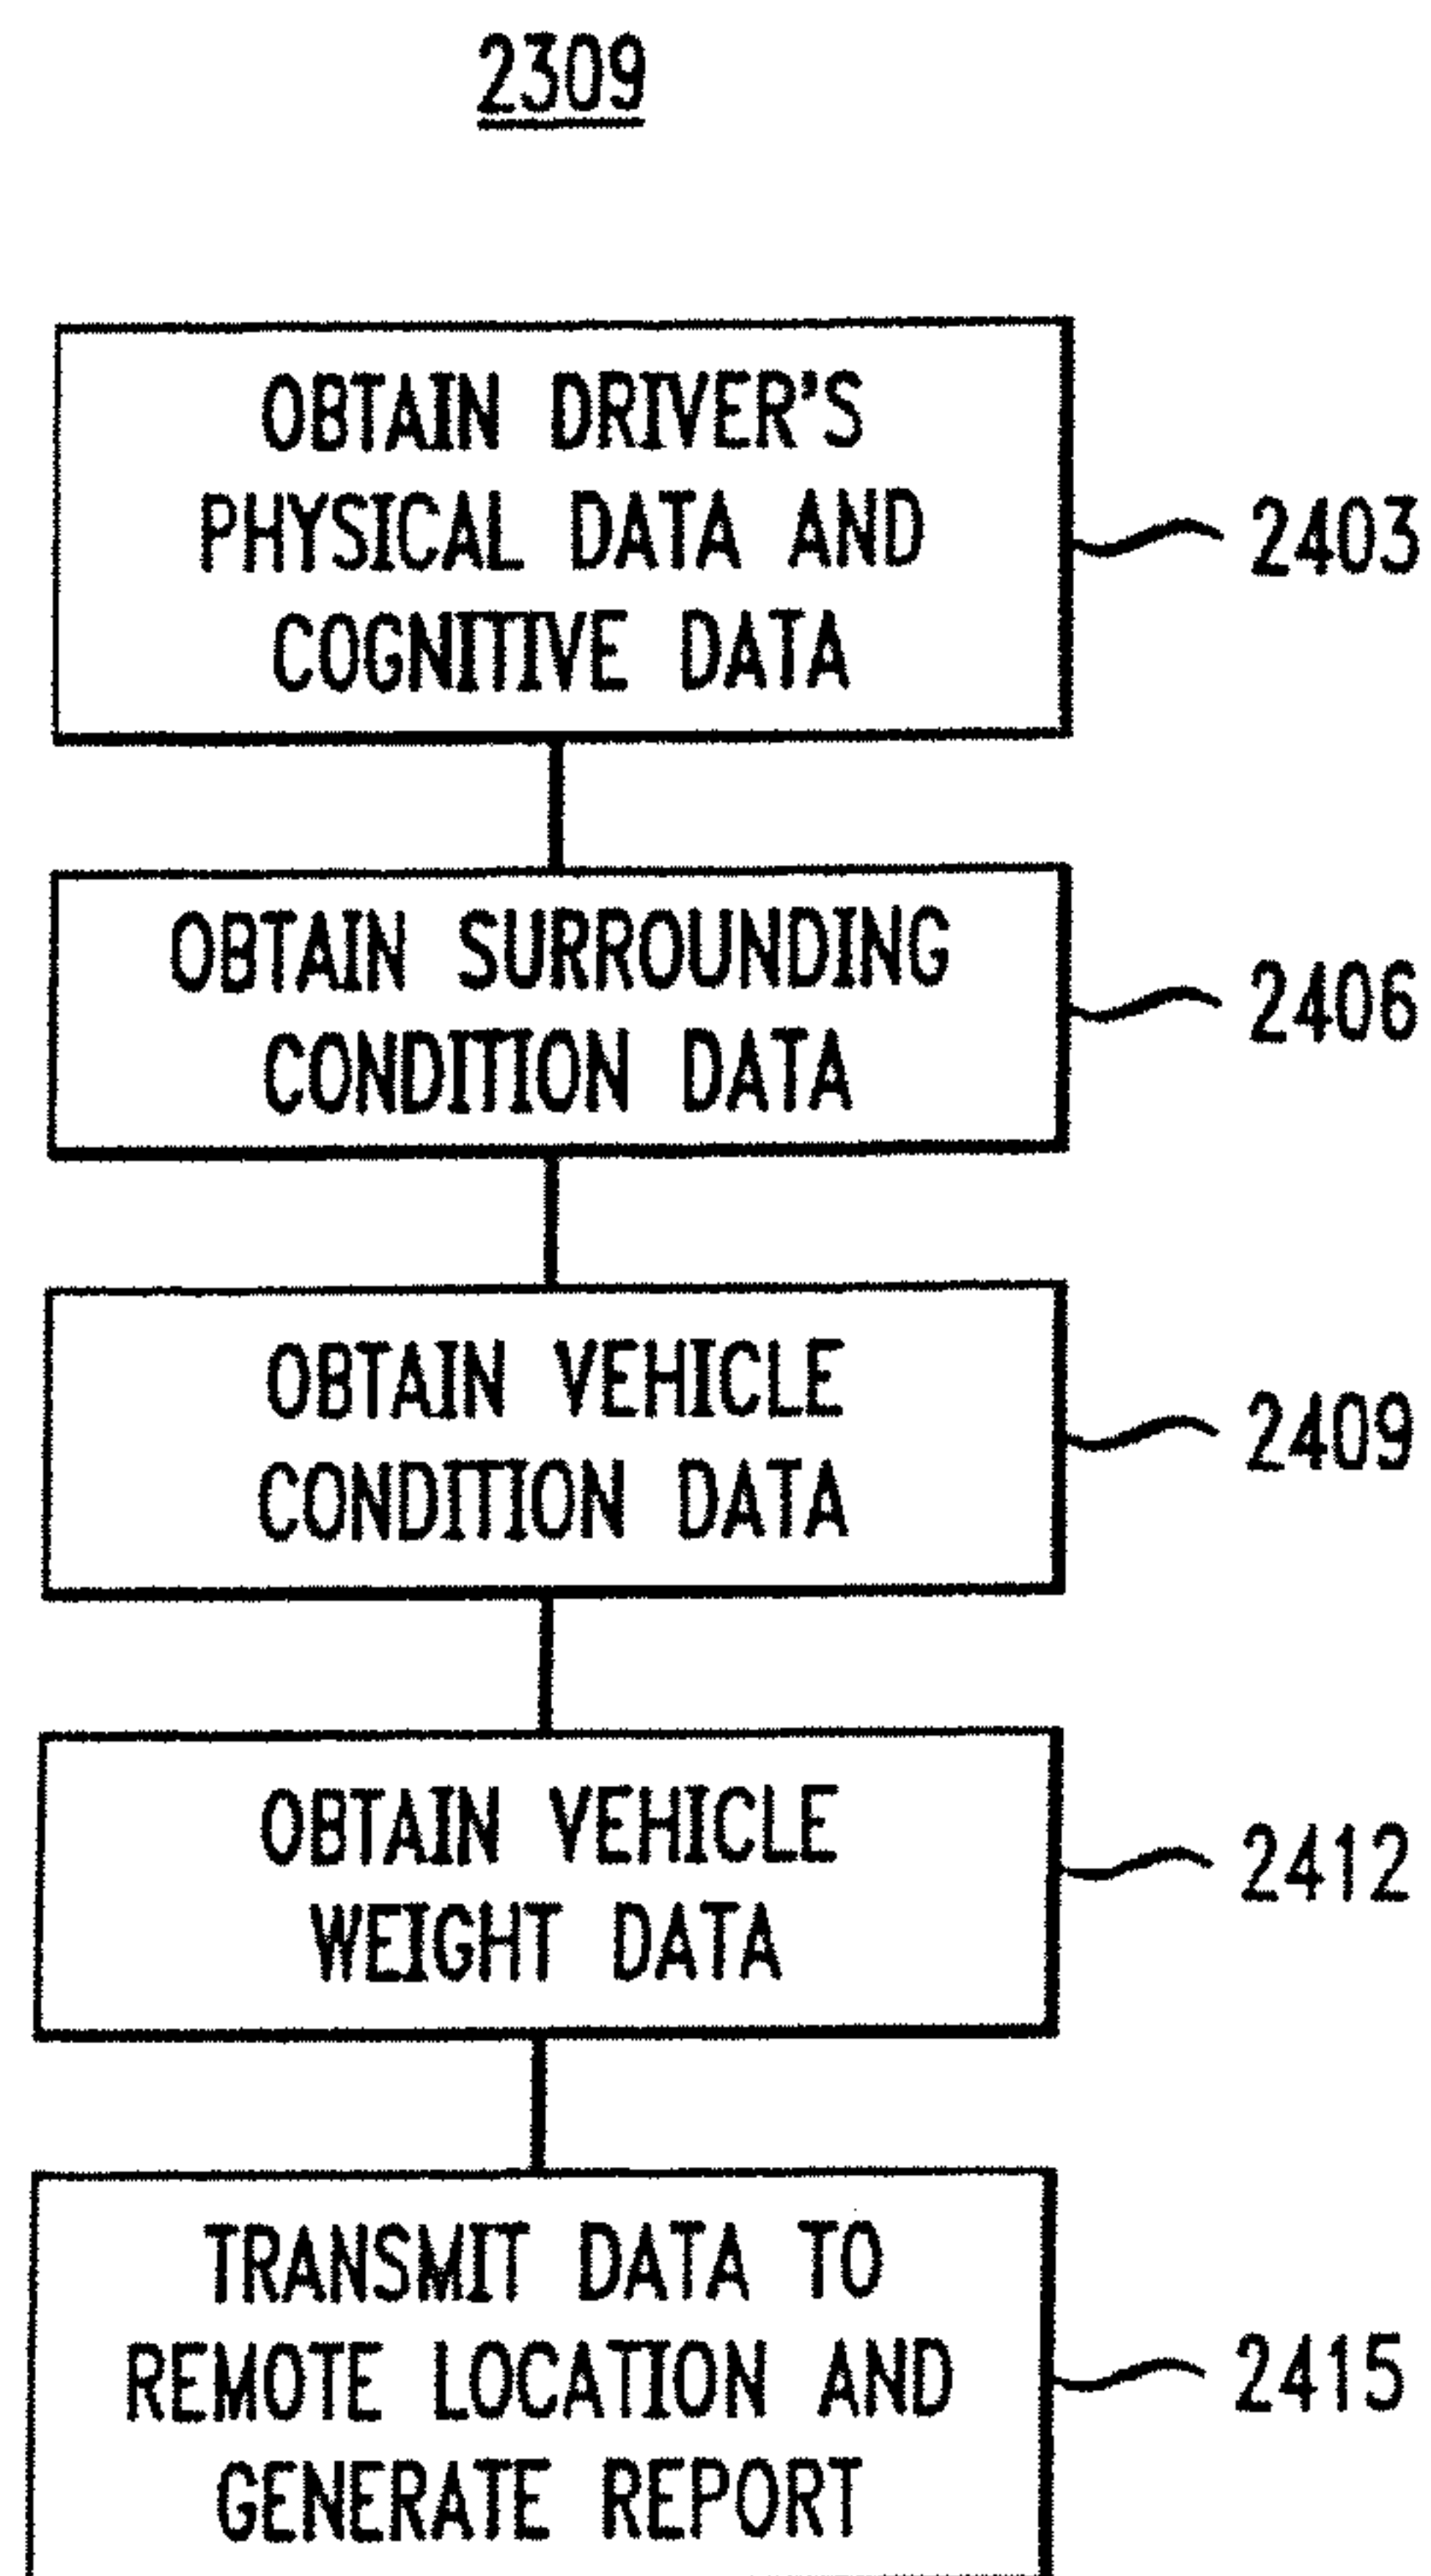 2309
OBTAIN DRIVER'S
PHYSICAL DATA AND
COGNITIVE DATA
2403
OBTAIN SURROUNDING
CONDITION DATA
2406
OBTAIN VEHICLE
CONDITION DATA
2409
OBTAIN VEHICLE
WEIGHT DATA
2412
TRANSMIT DATA TO
REMOTE LOCATION AND
GENERATE REPORT
2415